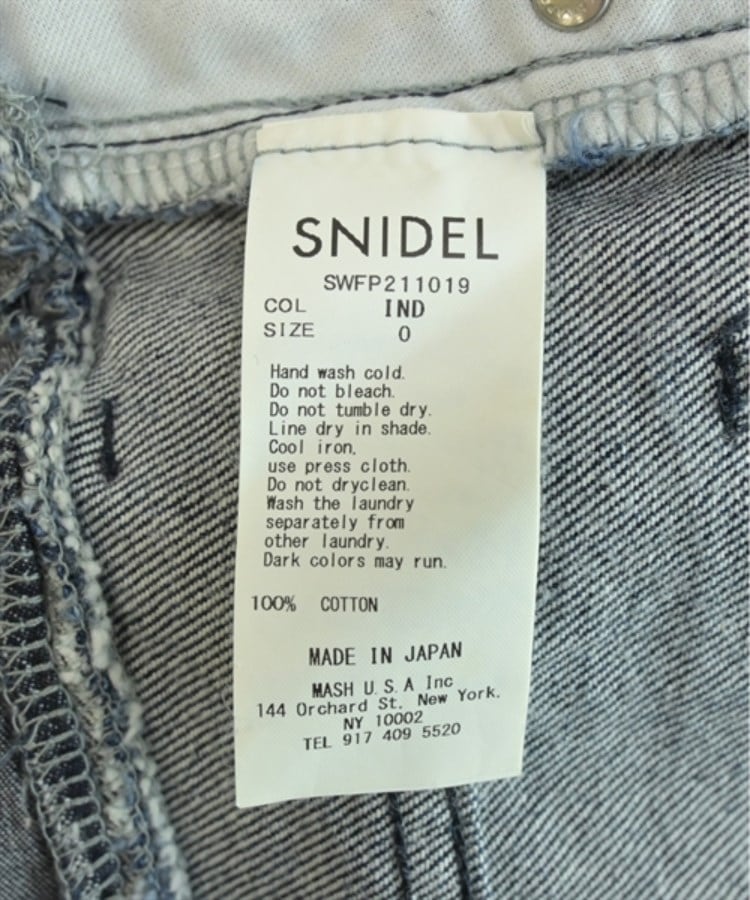 SNIDEL
SWFP211019
COL IND
SIZE 0
Hand wash cold.
Do not bleach.
Do not tumble dry.
Line dry in shade.
Cool iron,
use press cloth.
Do not dryclean.
Wash the laundry
separately from
other laundry.
Dark colors may run.
100% COTTON
MADE IN JAPAN
MASH U.S.A Inc
144 Orchard St. New York.
NY 10002
TEL 917 409 5520